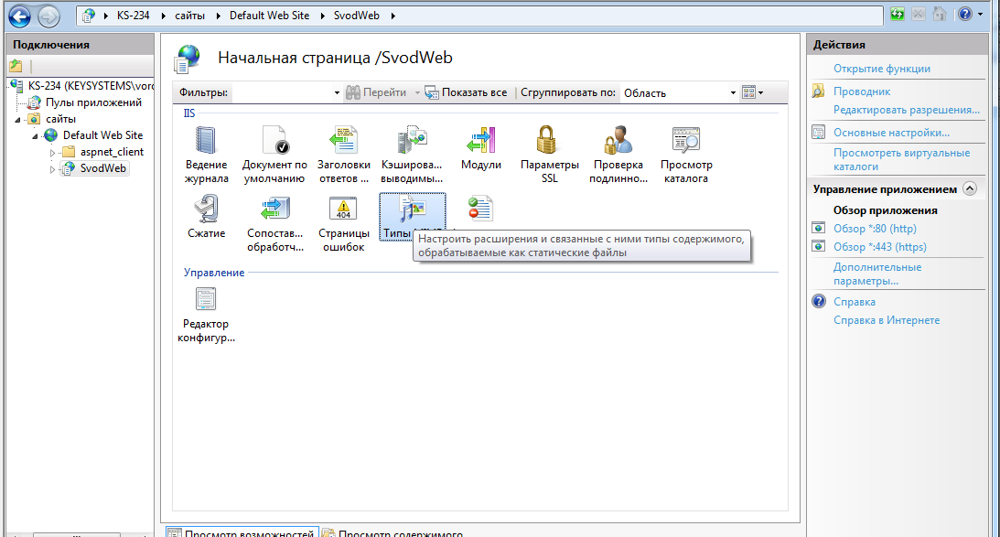 KS-234 сайты Default Web Site SvodWeb
Подключения
KS-234 (KEYSYSTEMS\voro
Пулы приложений
сайты
Default Web Site
aspnet_client
SvodWeb
Начальная страница /SvodWeb
Фильтры: Перейти Показать все Сгруппировать по: Область
IIS
Ведение журнала
Документ по умолчанию
Заголовки ответов ...
Кэширова... выводимы...
Модули
Параметры SSL
Проверка подлинно...
Просмотр каталога
Сжатие
Сопостав... обработч...
404
Страницы ошибок
Типы
Настроить расширения и связанные с ними типы содержимого,
обрабатываемые как статические файлы
Управление
Редактор конфигур...
Просмотр возможностей Просмотр содержимого
Действия
Открытие функции
Проводник
Редактировать разрешения...
Основные настройки...
Просмотреть виртуальные
каталоги
Управление приложением
Обзор приложения
Обзор *:80 (http)
Обзор *:443 (https)
Дополнительные
параметры...
Справка
Справка в Интернете